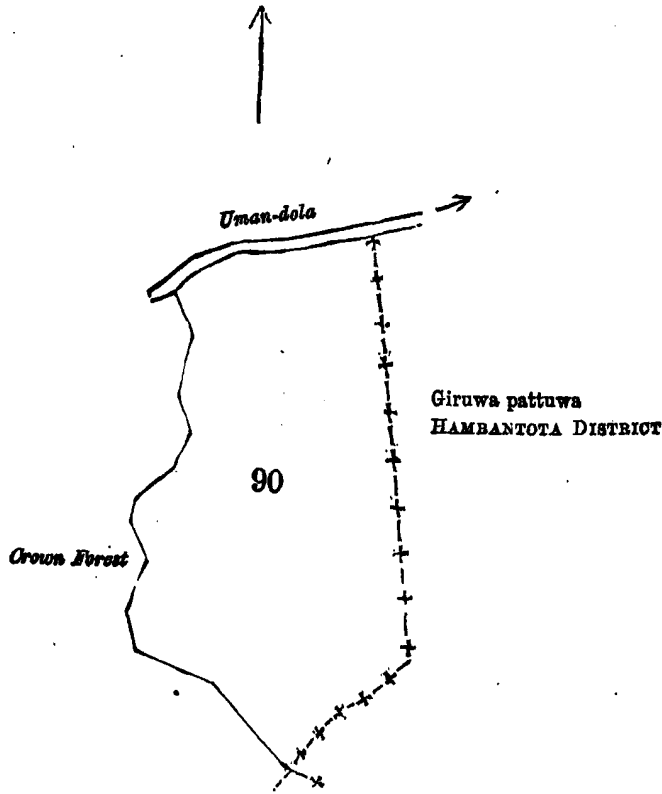 Uman-dola
Giruwa pattuwa
HAMBANTOTA DISTRICT
90
Crown Forest